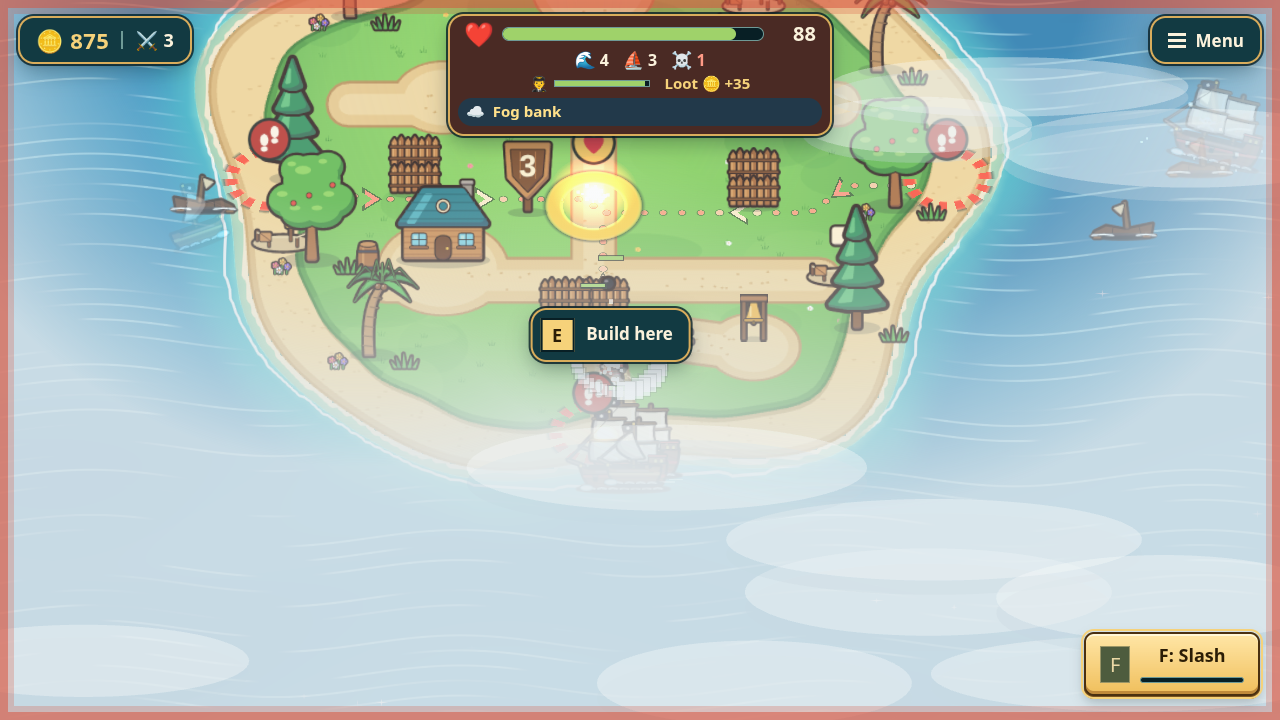 875 3
88
4 3 1
Loot +35
Fog bank
Menu
3
E Build here
F F: Slash